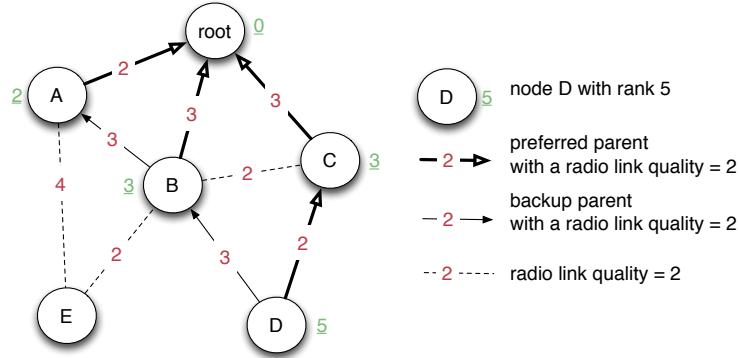 root 0
2 A 2
3 3
D 5 node D with rank 5
3
C 3
2
3 B
4
2 preferred parent
with a radio link quality = 2
2 backup parent
with a radio link quality = 2
2
3
2
2 radio link quality = 2
E
D 5